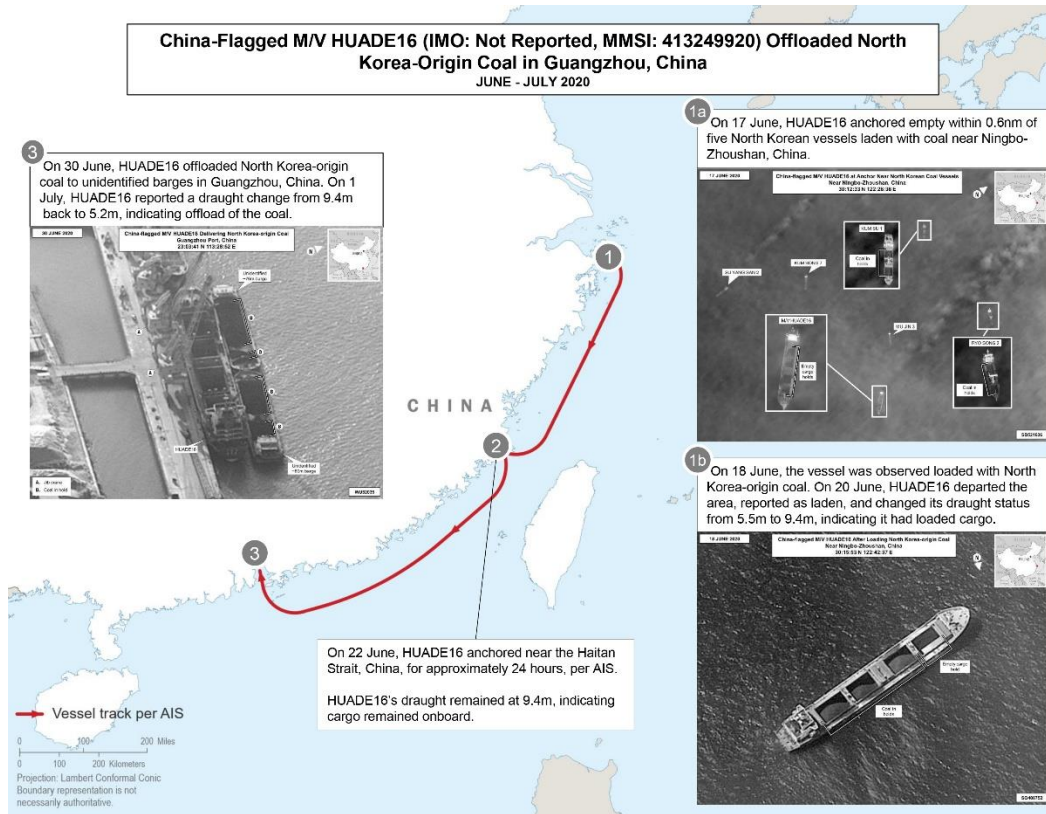 China-Flagged M/V HUADE16 (IMO: Not Reported, MMSI: 413249920) Offloaded North
Korea-Origin Coal in Guangzhou, China
JUNE - JULY 2020
1a
On 17 June, HUADE16 anchored empty within 0.6nm of
five North Korean vessels laden with coal near Ningbo-
Zhoushan, China.
17 JUNE 2020
China-flagged M/V HUADE16 at Anchor Near North Korean Coal Vessels
Near Ningbo-Zhoushan, China
N
Coal in
holds
M/V HUADE16
Empty
cargo
holds
Coal in
holds
3
On 30 June, HUADE16 offloaded North Korea-origin
coal to unidentified barges in Guangzhou, China. On 1
July, HUADE16 reported a draught change from 9.4m
back to 5.2m, indicating offload of the coal.
30 JUNE 2020
China-flagged M/V HUADE16 Delivering North Korea-origin Coal
Guangzhou Port, China
N
Unidentified
HUADE16
Unidentified
1
CHINA
2
3
1b
On 18 June, the vessel was observed loaded with North
Korea-origin coal. On 20 June, HUADE16 departed the
area, reported as laden, and changed its draught status
from 5.5m to 9.4m, indicating it had loaded cargo.
18 JUNE 2020
China-flagged M/V HUADE16 After Loading North Korea-origin Coal
Near Ningbo-Zhoushan, China
N
Empty cargo
hold
Coal in
holds
On 22 June, HUADE16 anchored near the Haitan
Strait, China, for approximately 24 hours, per AIS.
HUADE16's draught remained at 9.4m, indicating
cargo remained onboard.
Vessel track per AIS
0 100 200 Miles
0 100 200 Kilometers
Projection: Lambert Conformal Conic
Boundary representation is not
necessarily authoritative.